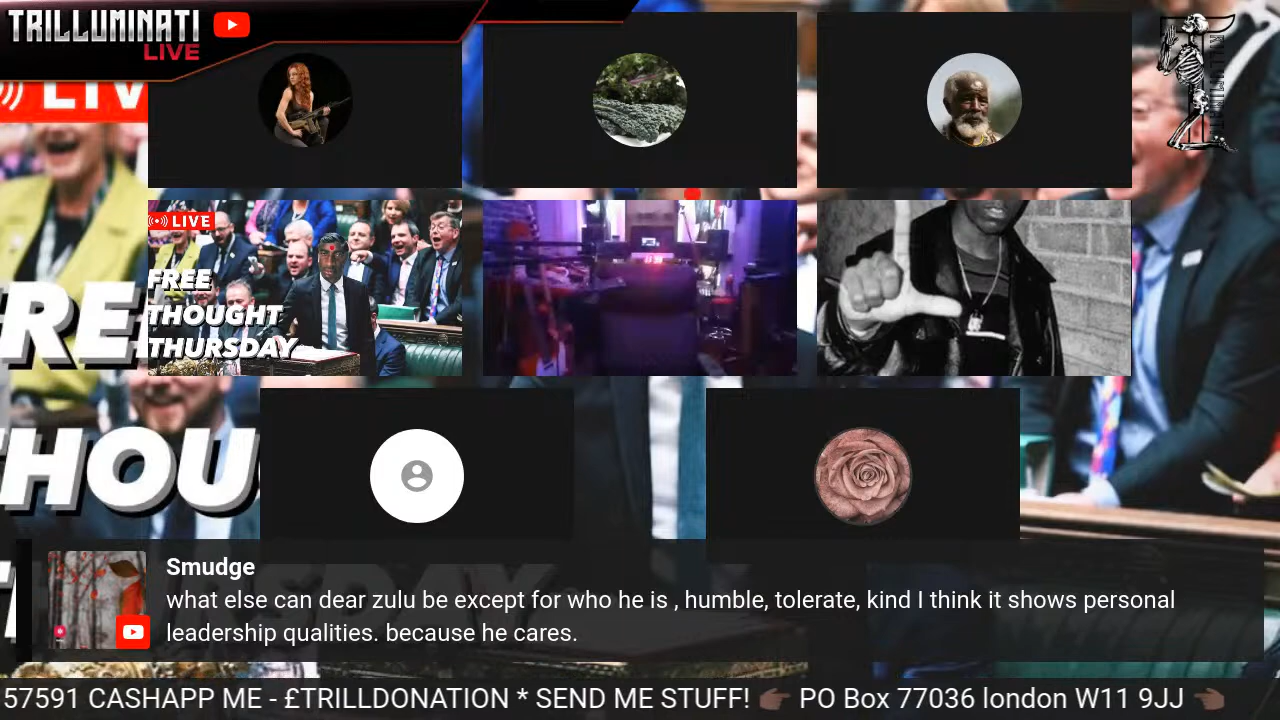 TRILLUMINATI
LIVE
LIV
LIVE
FREE
THOUGHT
THURSDAY
RE
THOU
Smudge
what else can dear zulu be except for who he is , humble, tolerate, kind I think it shows personal
leadership qualities. because he cares.
57591 CASHAPP ME - £TRILLDONATION * SEND ME STUFF! 👉🏾 PO Box 77036 london W11 9JJ 👈🏾